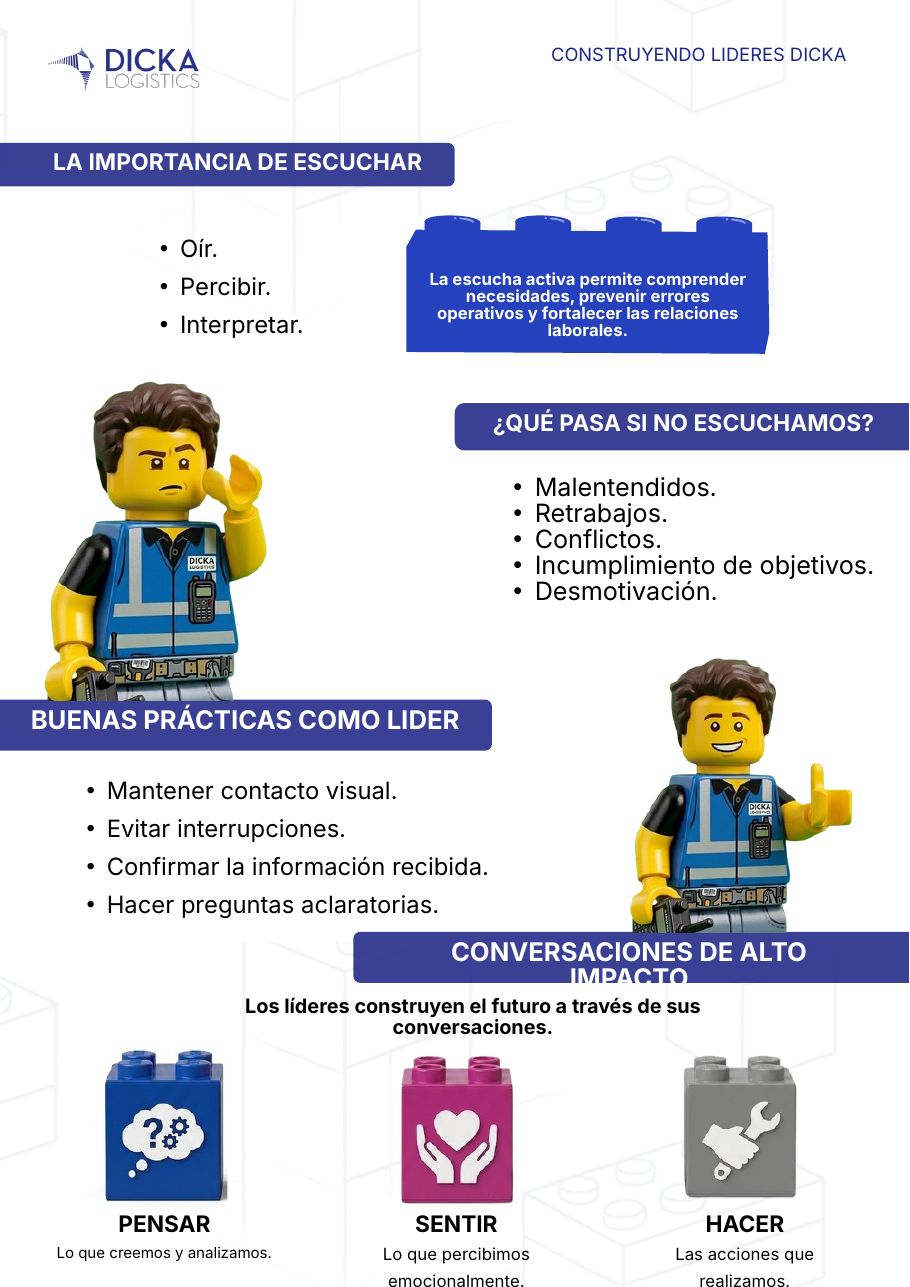 DICKA
LOGISTICS
CONSTRUYENDO LIDERES DICKA
LA IMPORTANCIA DE ESCUCHAR
• Oír.
• Percibir.
• Interpretar.
La escucha activa permite comprender
necesidades, prevenir errores
operativos y fortalecer las relaciones
laborales.
¿QUÉ PASA SI NO ESCUCHAMOS?
• Malentendidos.
• Retrabajos.
• Conflictos.
• Incumplimiento de objetivos.
• Desmotivación.
DICKA
LOGISTICS
BUENAS PRÁCTICAS COMO LIDER
• Mantener contacto visual.
• Evitar interrupciones.
• Confirmar la información recibida.
• Hacer preguntas aclaratorias.
DICKA
LOGISTICS
CONVERSACIONES DE ALTO
IMPACTO
Los líderes construyen el futuro a través de sus
conversaciones.
?
PENSAR
Lo que creemos y analizamos.
SENTIR
Lo que percibimos
emocionalmente.
HACER
Las acciones que
realizamos.